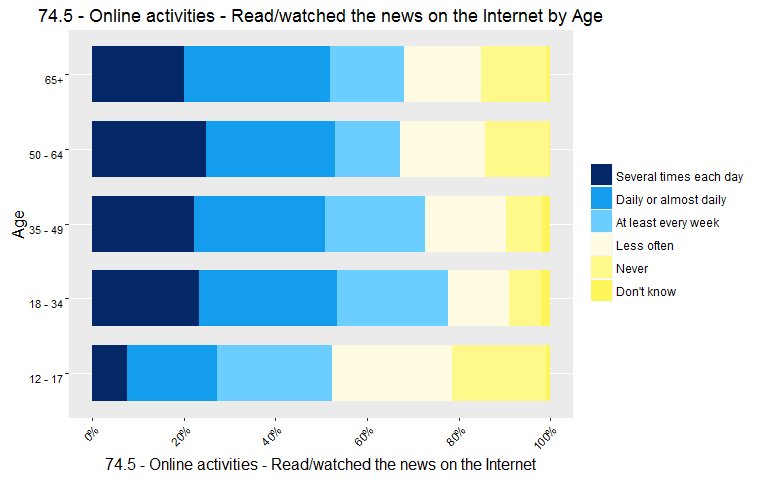 74.5 - Online activities - Read/watched the news on the Internet by Age
Age
65+
50 - 64
35 - 49
18 - 34
12 - 17
0%
20%
40%
60%
80%
100%
74.5 - Online activities - Read/watched the news on the Internet
Several times each day
Daily or almost daily
At least every week
Less often
Never
Don't know